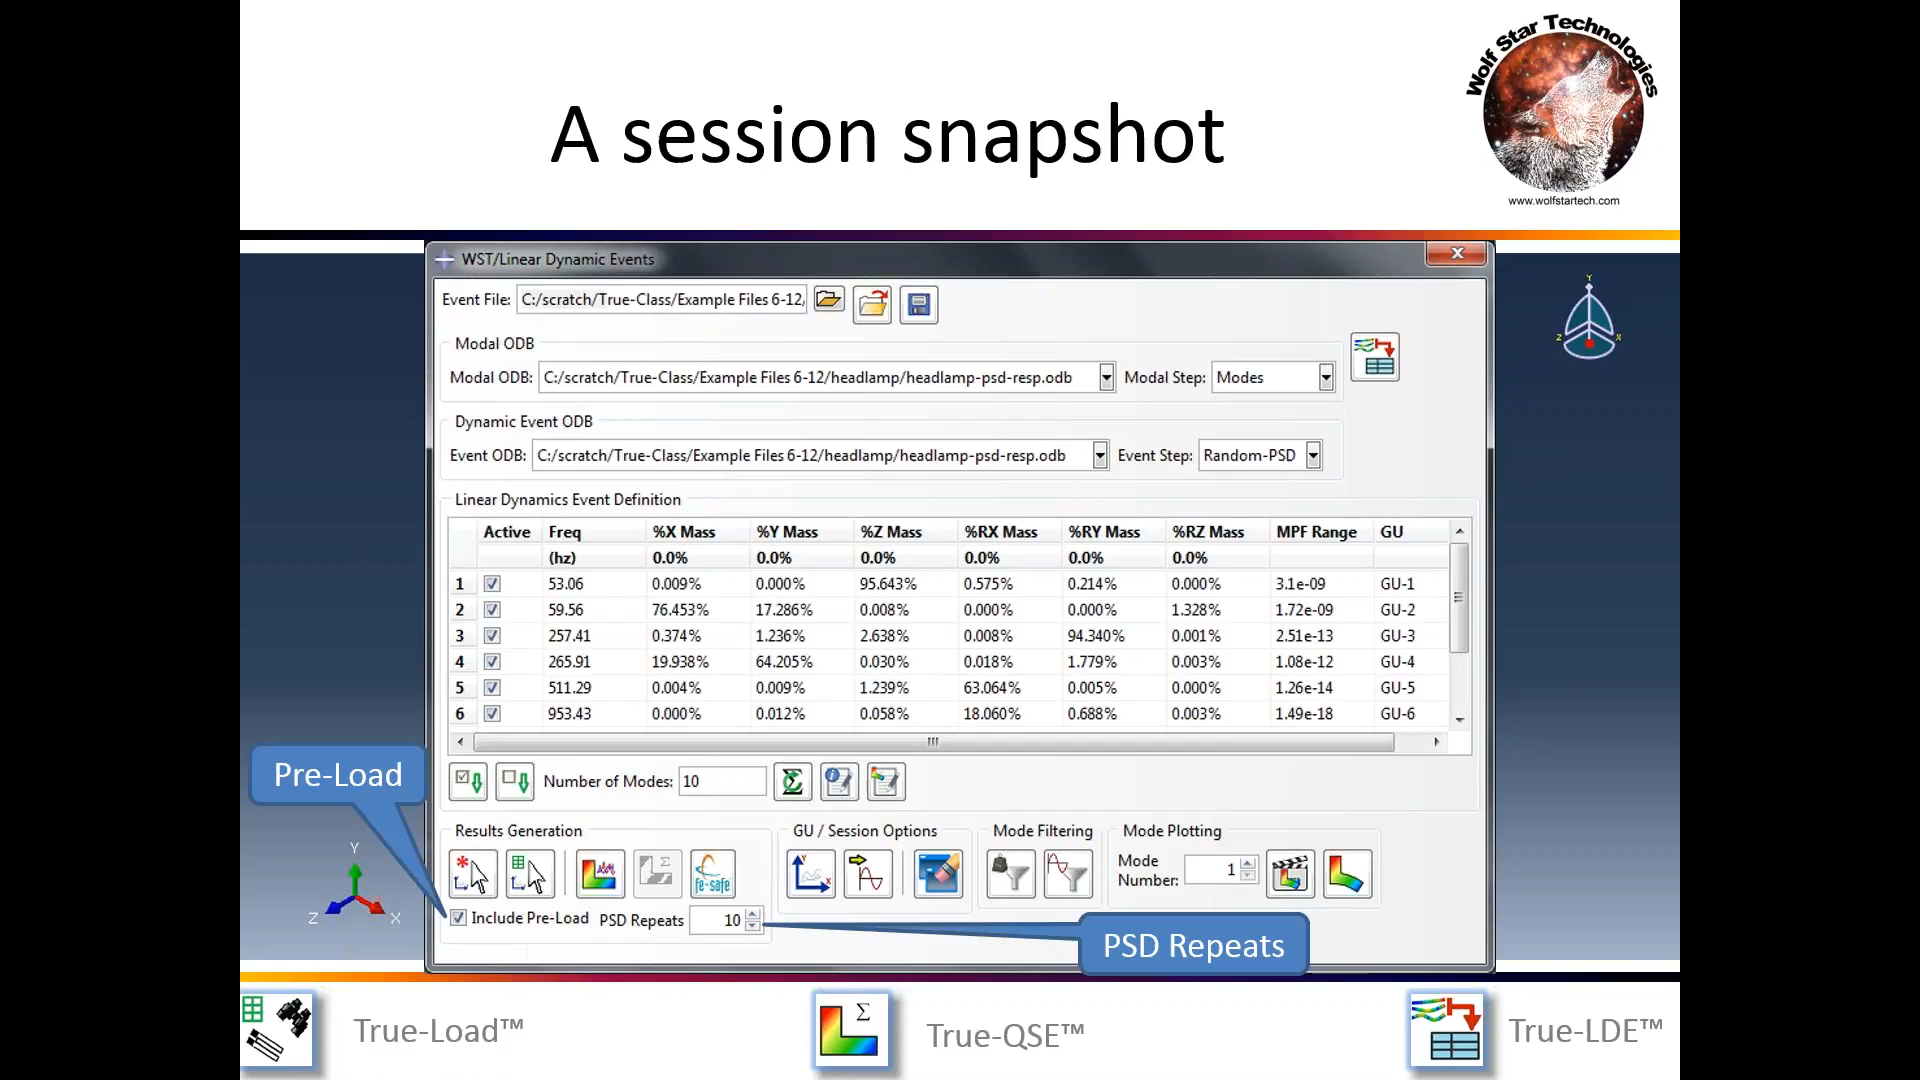 Wolf Star Technologies
www.wolfstartech.com
A session snapshot
WST/Linear Dynamic Events
Event File: C:/scratch/True-Class/Example Files 6-12,
Modal ODB
Modal ODB: C:/scratch/True-Class/Example Files 6-12/headlamp/headlamp-psd-resp.odb Modal Step: Modes
Dynamic Event ODB
Event ODB: C:/scratch/True-Class/Example Files 6-12/headlamp/headlamp-psd-resp.odb Event Step: Random-PSD
Linear Dynamics Event Definition
Active Freq %X Mass %Y Mass %Z Mass %RX Mass %RY Mass %RZ Mass MPF Range GU
(hz) 0.0% 0.0% 0.0% 0.0% 0.0% 0.0%
1 53.06 0.009% 0.000% 95.643% 0.575% 0.214% 0.000% 3.1e-09 GU-1
2 59.56 76.453% 17.286% 0.008% 0.000% 0.000% 1.328% 1.72e-09 GU-2
3 257.41 0.374% 1.236% 2.638% 0.008% 94.340% 0.001% 2.51e-13 GU-3
4 265.91 19.938% 64.205% 0.030% 0.018% 1.779% 0.003% 1.08e-12 GU-4
5 511.29 0.004% 0.009% 1.239% 63.064% 0.005% 0.000% 1.26e-14 GU-5
6 953.43 0.000% 0.012% 0.058% 18.060% 0.688% 0.003% 1.49e-18 GU-6
Number of Modes: 10
Pre-Load
Results Generation GU / Session Options Mode Filtering Mode Plotting
fe-safe
Mode Number: 1
Include Pre-Load PSD Repeats 10
PSD Repeats
Y
Z X
Y
Z X
True-Load™ True-QSE™ True-LDE™